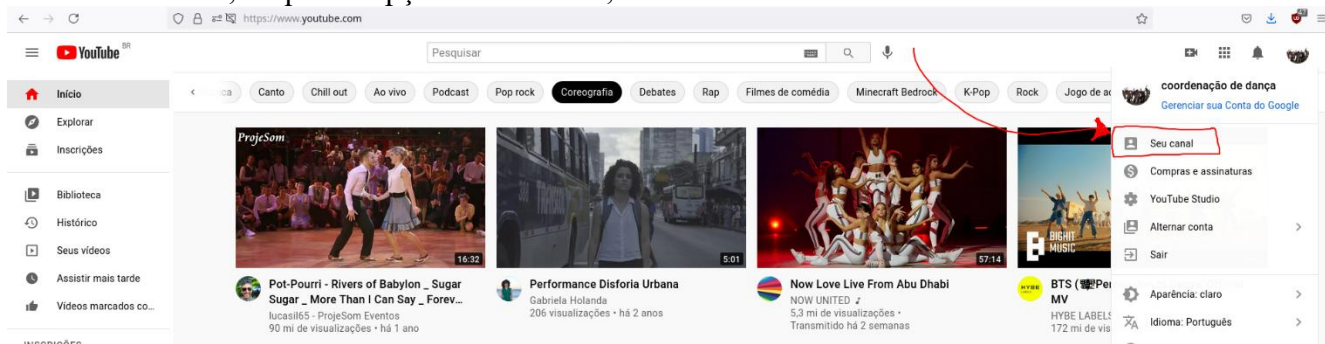 https://www.youtube.com
47
YouTube BR
Pesquisar
Canto
Chill out
Ao vivo
Podcast
Pop rock
Coreografia
Debates
Rap
Filmes de comédia
Minecraft Bedrock
K-Pop
Rock
Jogo de
coordenação de dança
Gerenciar sua Conta do Google
Seu canal
Compras e assinaturas
YouTube Studio
Alternar conta
Sair
Aparência: claro
Idioma: Português
Início
Explorar
Inscrições
Biblioteca
Histórico
Seus vídeos
Assistir mais tarde
Vídeos marcados co...
ProjeSom
16:32
Pot-Pourri - Rivers of Babylon _ Sugar
Sugar _ More Than I Can Say _ Forev...
lucasil65 - ProjeSom Eventos
90 mi de visualizações • há 1 ano
5:01
Performance Disforia Urbana
Gabriela Holanda
206 visualizações • há 2 anos
57:14
Now Love Live From Abu Dhabi
NOW UNITED
5,3 mi de visualizações •
Transmitido há 2 semanas
BIGHIT
MUSIC
HYBE
BTS (
MV
HYBE LABELS
172 mi de